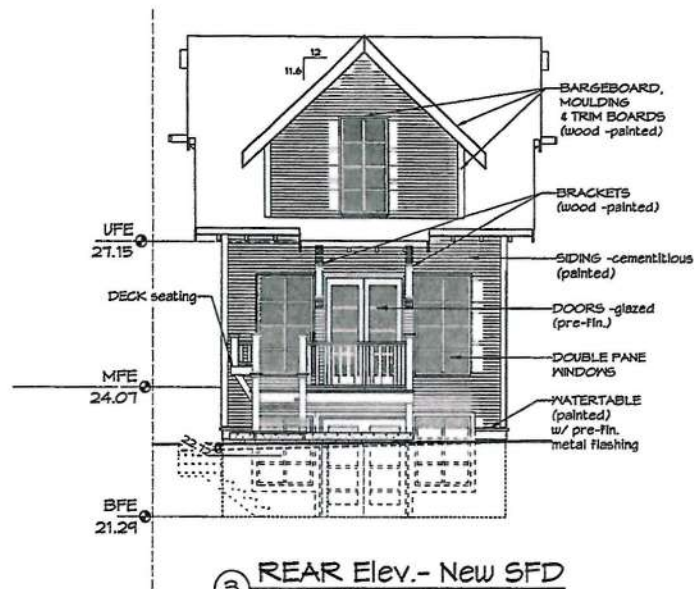 12
11.6
BARGEBOARD,
MOULDING
& TRIM BOARDS
(wood -painted)
BRACKETS
(wood -painted)
UFE
27.15
SIDING -cementitious
(painted)
DECK seating
DOORS -glazed
(pre-fin.)
DOUBLE PANE
WINDOWS
MFE
24.07
WATERTABLE
(painted)
w/ pre-fin.
metal flashing
BFE
21.29
3 REAR Elev.- New SFD